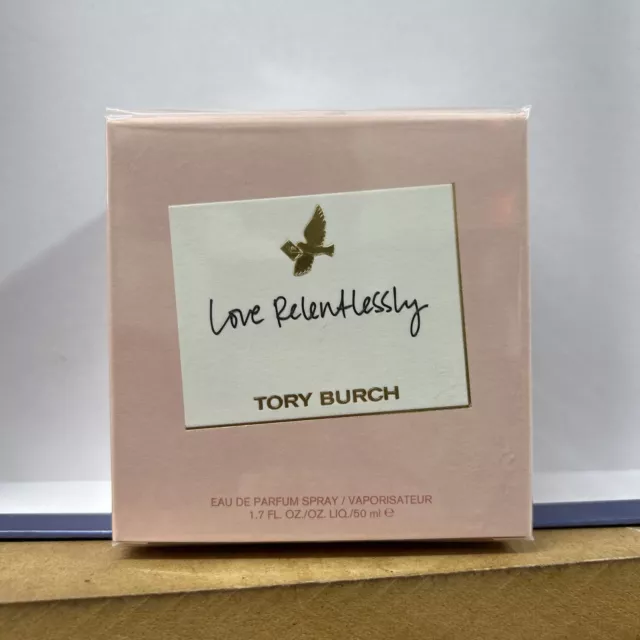 Love Relentlessly
TORY BURCH
EAU DE PARFUM SPRAY / VAPORISATEUR
1.7 FL. OZ./OZ. LIQ./50 ml ℮